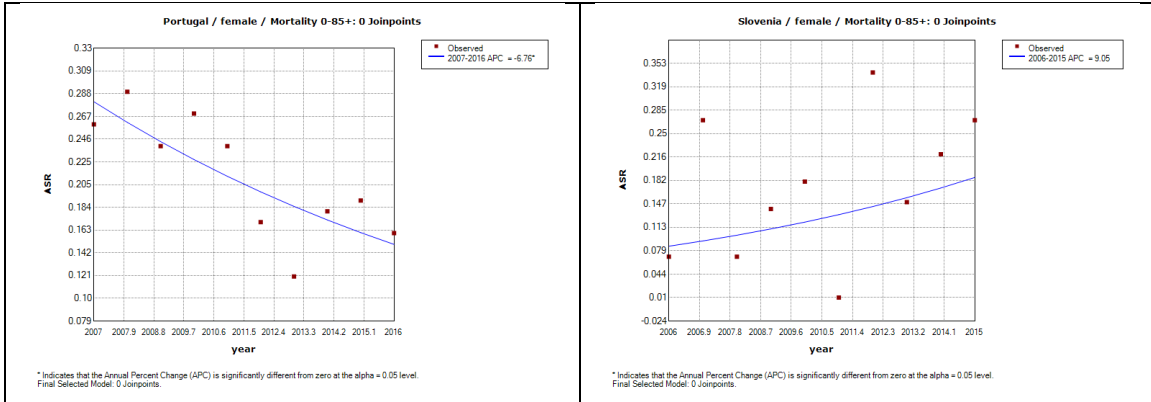 Portugal / female / Mortality 0-85+: 0 Joinpoints
Observed
2007-2016 APC = -6.76*
0.33
0.309
0.288
0.267
0.246
0.225
0.205
0.184
0.163
0.142
0.121
0.10
0.079
ASR
2007 2007.9 2008.8 2009.7 2010.6 2011.5 2012.4 2013.3 2014.2 2015.1 2016
year
* Indicates that the Annual Percent Change (APC) is significantly different from zero at the alpha = 0.05 level.
Final Selected Model: 0 Joinpoints.
Slovenia / female / Mortality 0-85+: 0 Joinpoints
Observed
2006-2015 APC = 9.05
0.353
0.319
0.285
0.25
0.216
0.182
0.147
0.113
0.079
0.044
0.01
-0.024
ASR
2006 2006.9 2007.8 2008.7 2009.6 2010.5 2011.4 2012.3 2013.2 2014.1 2015
year
* Indicates that the Annual Percent Change (APC) is significantly different from zero at the alpha = 0.05 level.
Final Selected Model: 0 Joinpoints.